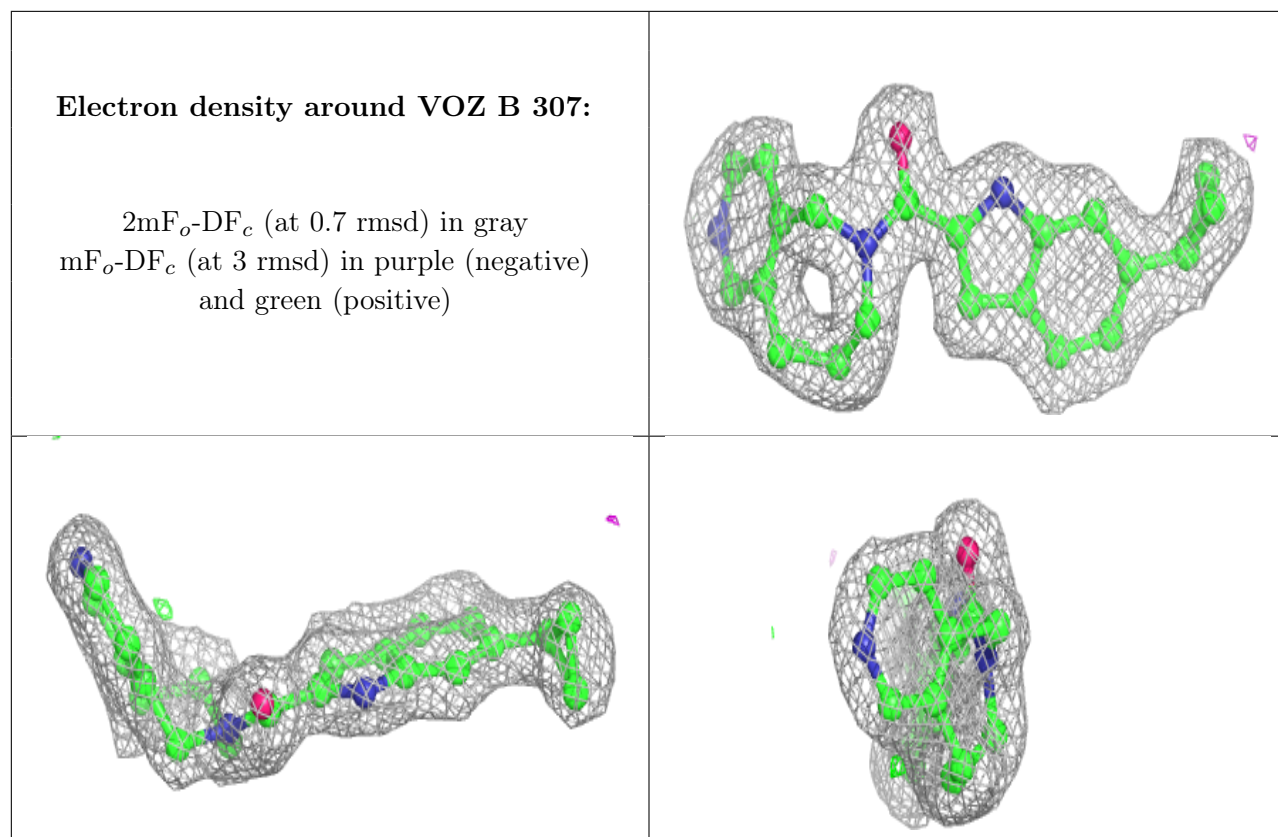 Electron density around VOZ B 307:
2mFo-DFc (at 0.7 rmsd) in gray
mFo-DFc (at 3 rmsd) in purple (negative)
and green (positive)